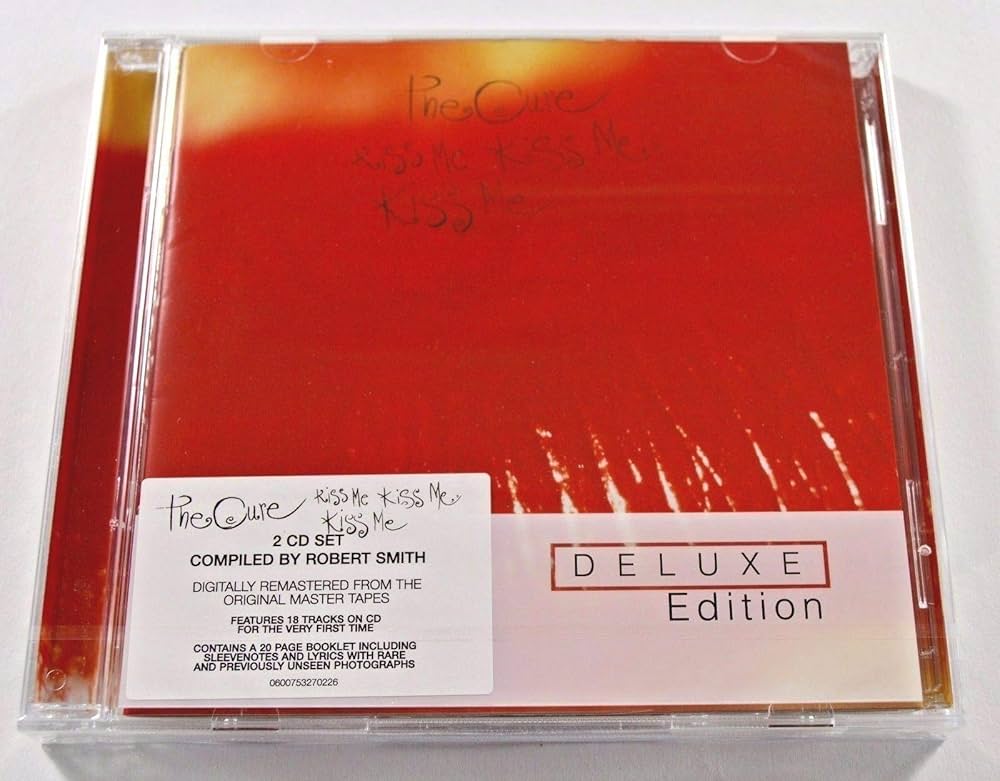 The Cure
Kiss Me Kiss Me
Kiss Me
The Cure Kiss Me Kiss Me
Kiss Me
2 CD SET
COMPILED BY ROBERT SMITH
DIGITALLY REMASTERED FROM THE
ORIGINAL MASTER TAPES
FEATURES 18 TRACKS ON CD
FOR THE VERY FIRST TIME
CONTAINS A 20 PAGE BOOKLET INCLUDING
SLEEVENOTES AND LYRICS WITH RARE
AND PREVIOUSLY UNSEEN PHOTOGRAPHS
0600753270226
DELUXE
Edition